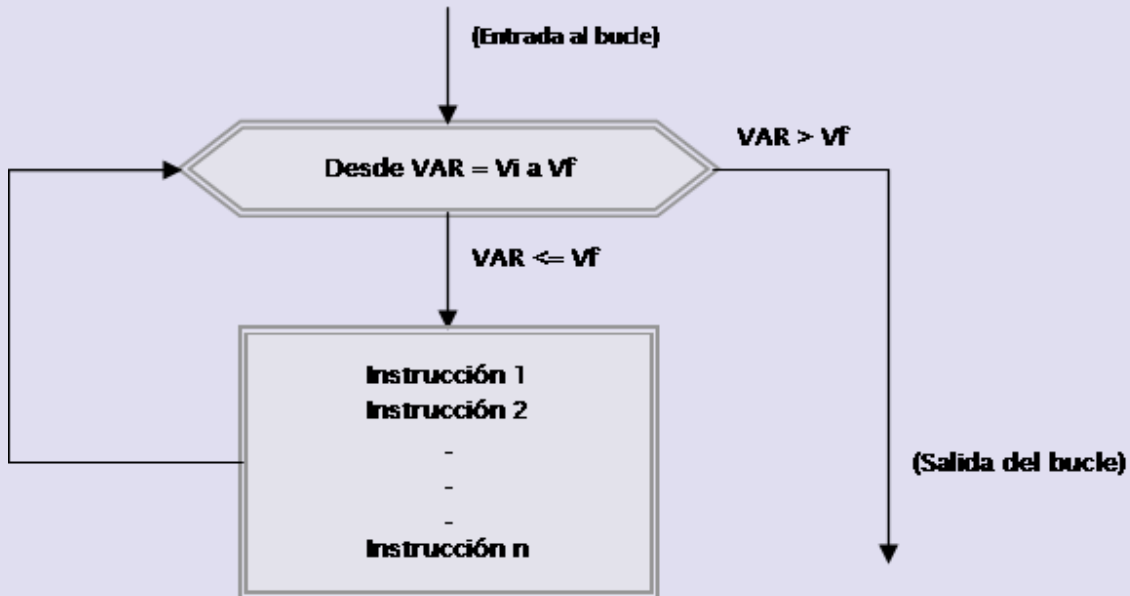 (Entrada al bucle)
VAR > Vf
Desde VAR = Vi a Vf
VAR <= Vf
Instrucción 1
Instrucción 2
-
-
-
Instrucción n
(Salida del bucle)